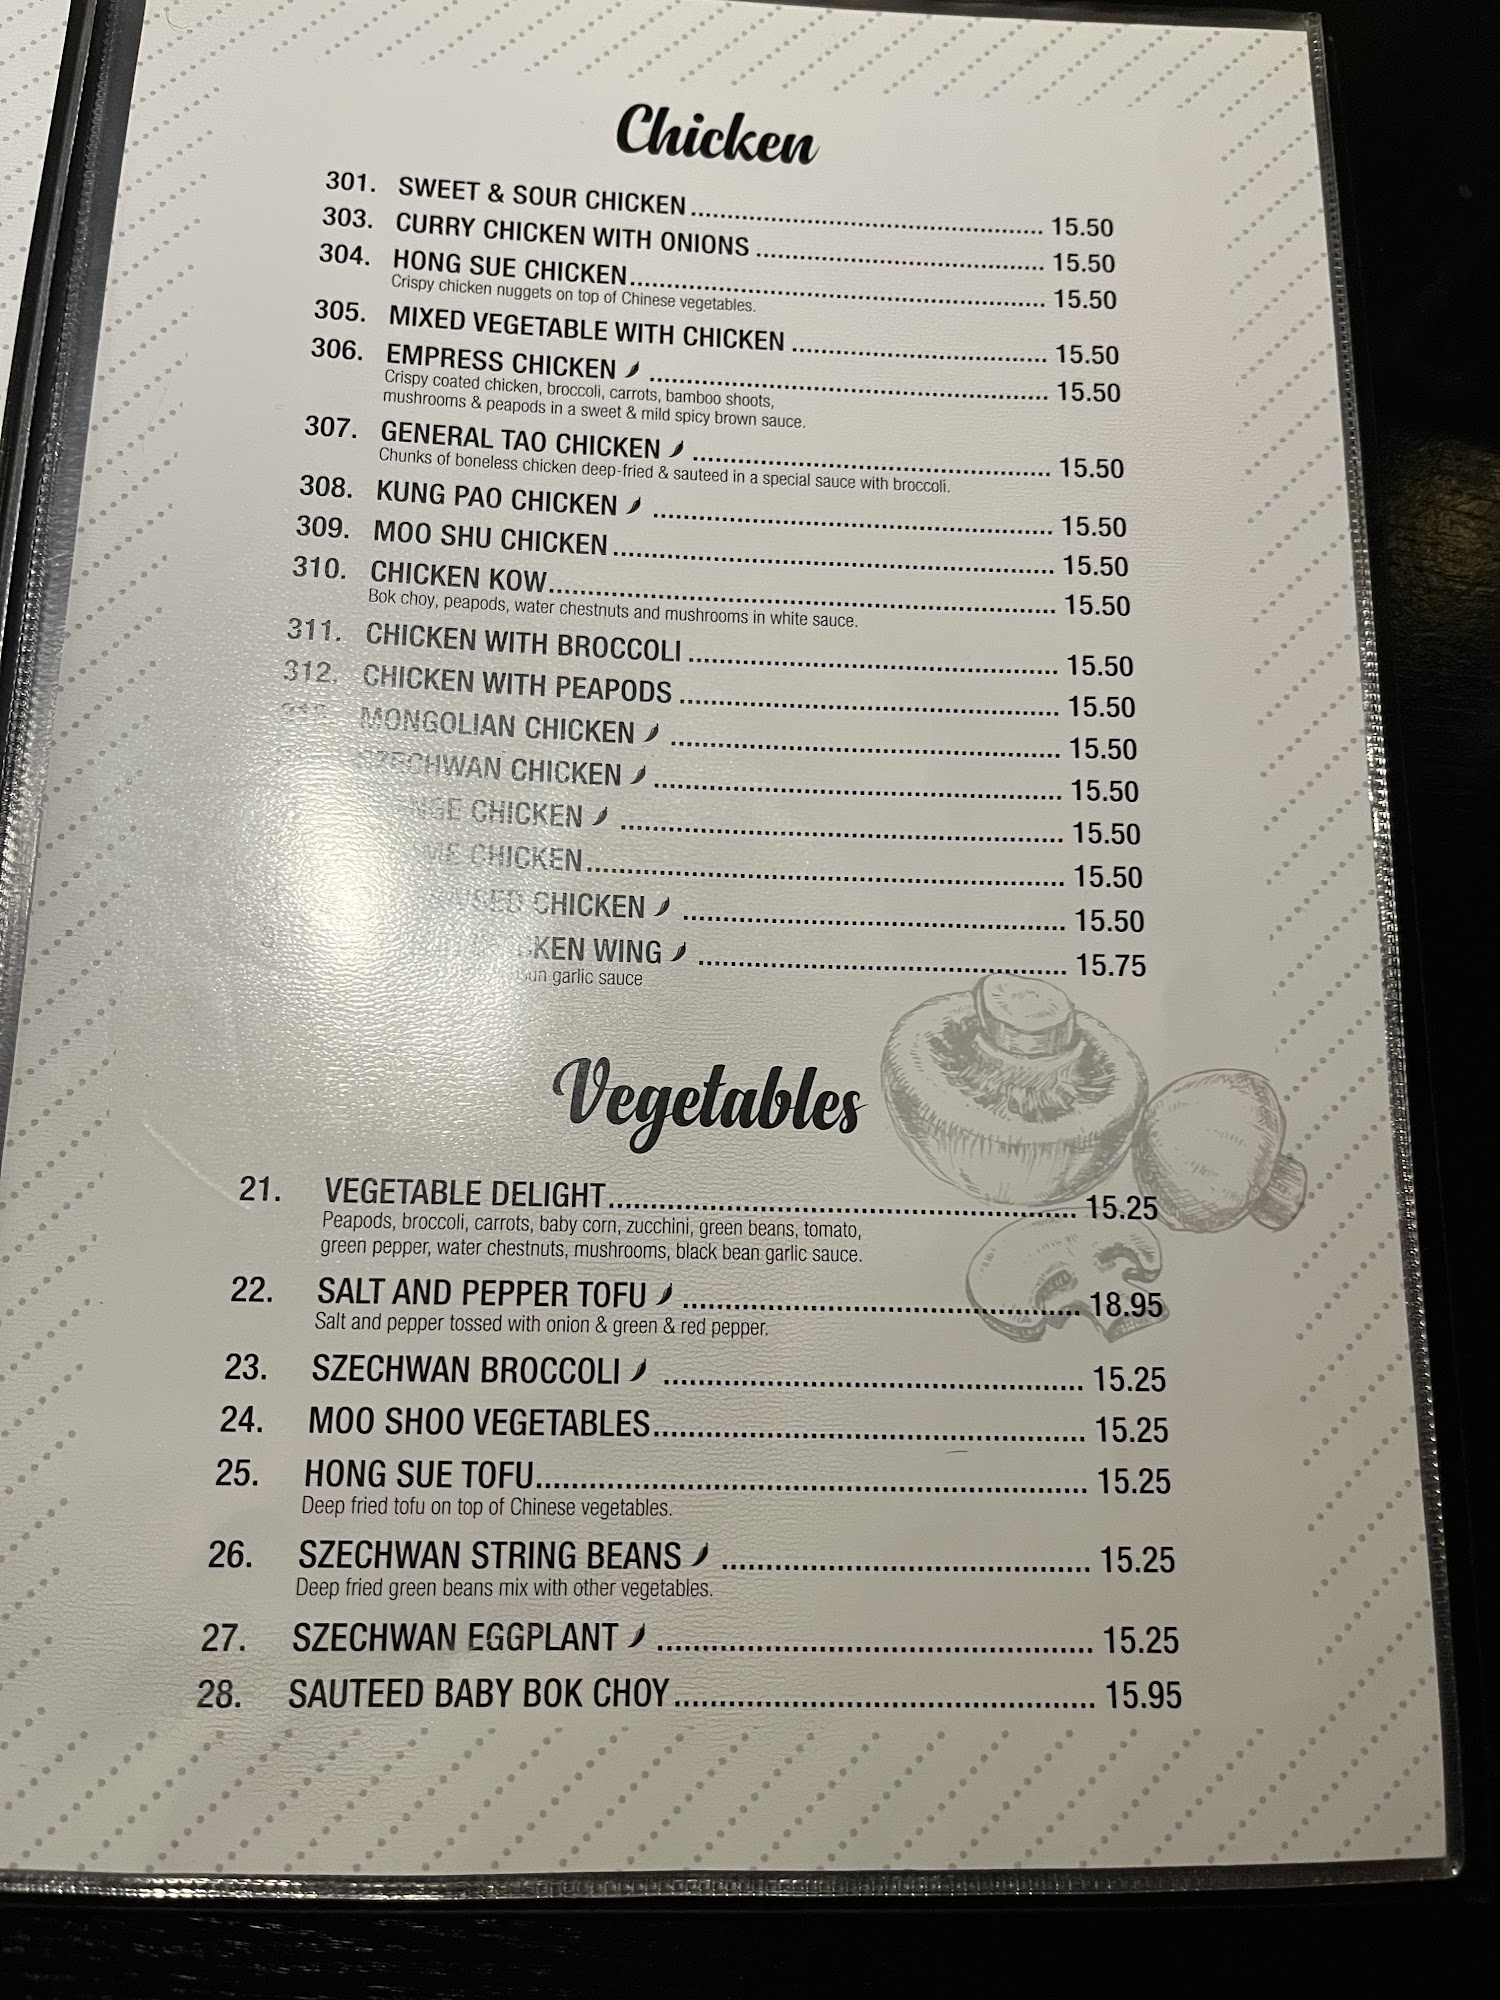 Chicken
301. SWEET & SOUR CHICKEN 15.50
303. CURRY CHICKEN WITH ONIONS 15.50
304. HONG SUE CHICKEN 15.50
Crispy chicken nuggets on top of Chinese vegetables.
305. MIXED VEGETABLE WITH CHICKEN 15.50
306. EMPRESS CHICKEN 15.50
Crispy coated chicken, broccoli, carrots, bamboo shoots,
mushrooms & peapods in a sweet & mild spicy brown sauce.
307. GENERAL TAO CHICKEN 15.50
Chunks of boneless chicken deep-fried & sauteed in a special sauce with broccoli.
308. KUNG PAO CHICKEN 15.50
309. MOO SHU CHICKEN 15.50
310. CHICKEN KOW 15.50
Bok choy, peapods, water chestnuts and mushrooms in white sauce.
311. CHICKEN WITH BROCCOLI 15.50
312. CHICKEN WITH PEAPODS 15.50
MONGOLIAN CHICKEN 15.50
SZECHWAN CHICKEN 15.50
CHICKEN 15.50
CHICKEN 15.50
CHICKEN 15.50
WING 15.75
garlic sauce
Vegetables
21. VEGETABLE DELIGHT 15.25
Peapods, broccoli, carrots, baby corn, zucchini, green beans, tomato,
green pepper, water chestnuts, mushrooms, black bean garlic sauce.
22. SALT AND PEPPER TOFU 18.95
Salt and pepper tossed with onion & green & red pepper.
23. SZECHWAN BROCCOLI 15.25
24. MOO SHOO VEGETABLES 15.25
25. HONG SUE TOFU 15.25
Deep fried tofu on top of Chinese vegetables.
26. SZECHWAN STRING BEANS 15.25
Deep fried green beans mix with other vegetables.
27. SZECHWAN EGGPLANT 15.25
28. SAUTEED BABY BOK CHOY 15.95